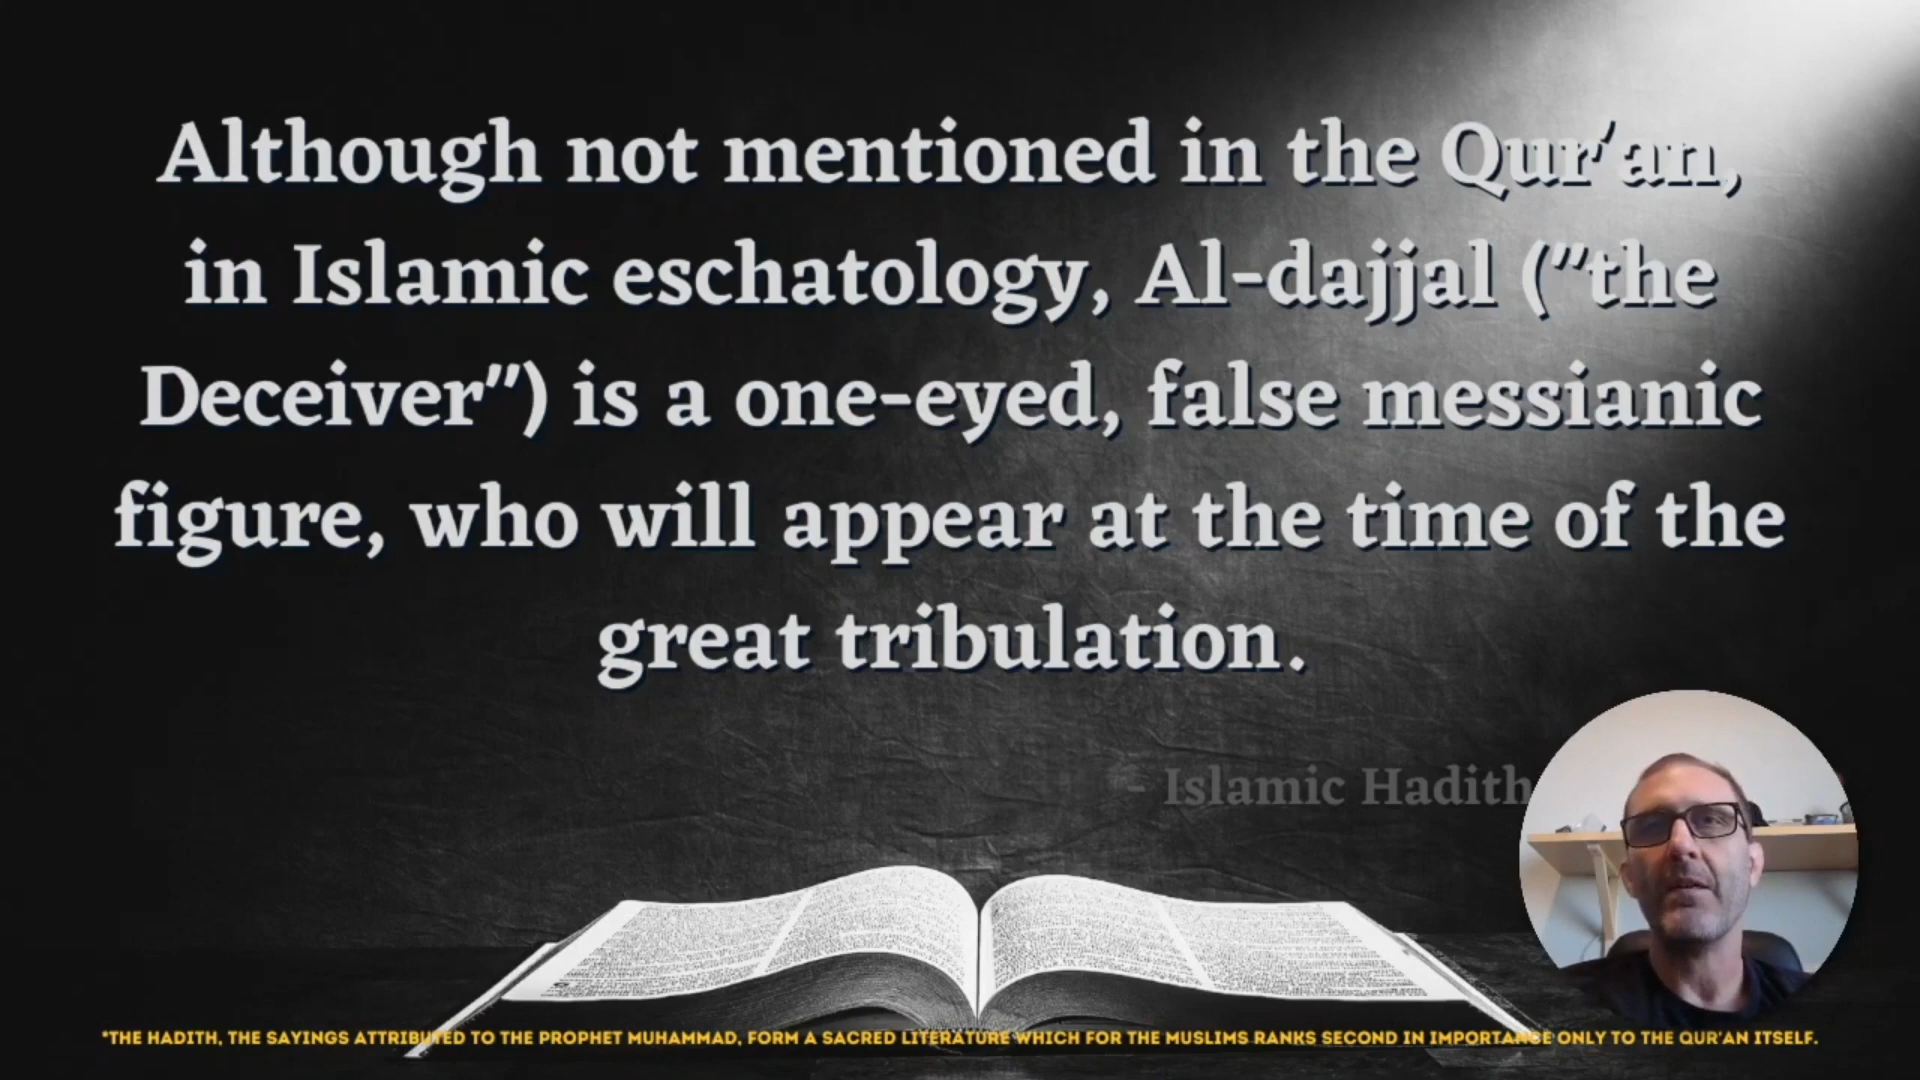 Although not mentioned in the Qur'an,
in Islamic eschatology, Al-dajjal ("the
Deceiver") is a one-eyed, false messianic
figure, who will appear at the time of the
great tribulation.
- Islamic Hadith
*THE HADITH, THE SAYINGS ATTRIBUTED TO THE PROPHET MUHAMMAD, FORM A SACRED LITERATURE WHICH FOR THE MUSLIMS RANKS SECOND IN IMPORTANCE ONLY TO THE QUR'AN ITSELF.